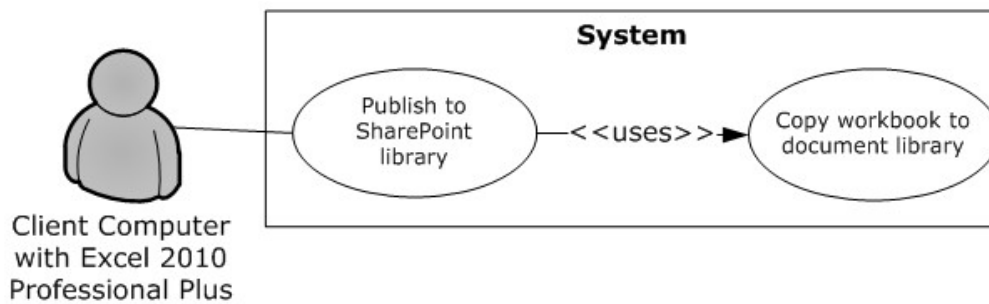 System
Publish to
SharePoint
library
<<uses>>
Copy workbook to
document library
Client Computer
with Excel 2010
Professional Plus